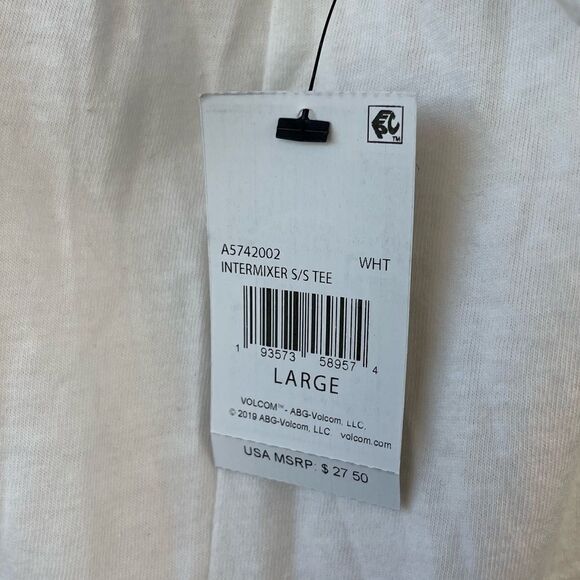 EPC™
A5742002 WHT
INTERMIXER S/S TEE
1 93573 58957 4
LARGE
VOLCOM™ - ABG-Volcom, LLC.
© 2019 ABG-Volcom, LLC. volcom.com
USA MSRP: $ 27 50